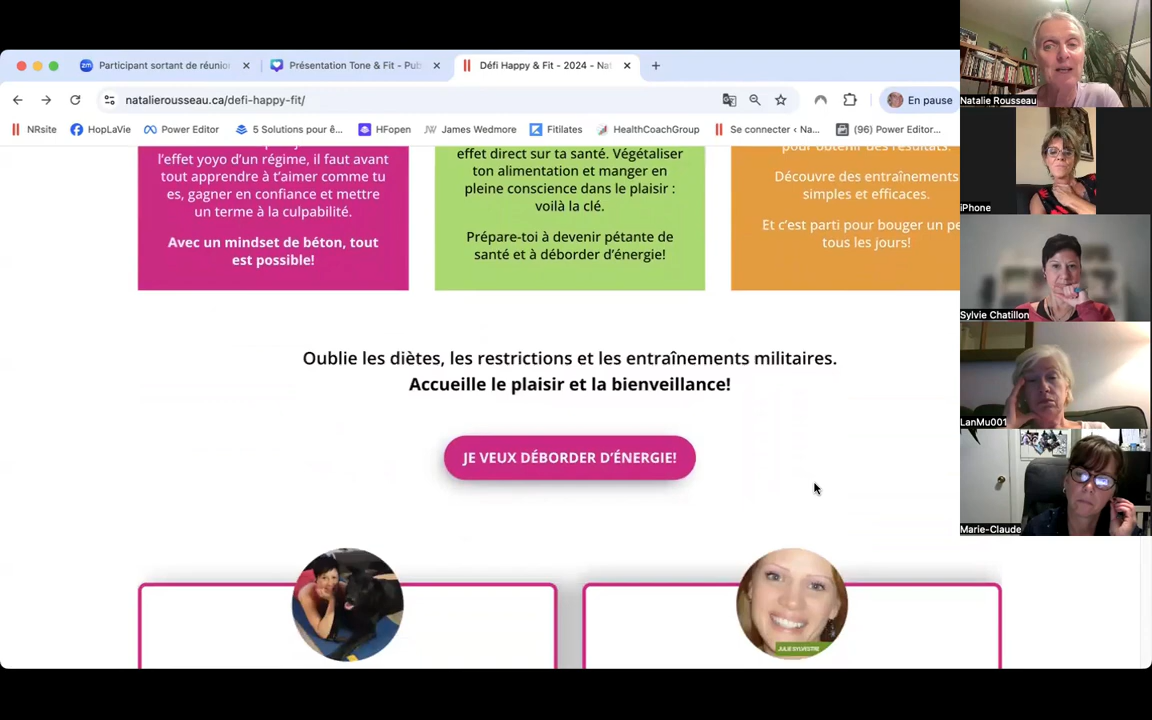 Participant sortant de réunio
Présentation Tone & Fit - Pub
Défi Happy & Fit - 2024 - Nat
natalierousseau.ca/defi-happy-fit/
En pause
NRsite
HopLaVie
Power Editor
5 Solutions pour ê...
HFopen
James Wedmore
Fitilates
HealthCoachGroup
Se connecter ‹ Na...
(96) Power Editor...
l'effet yoyo d'un régime, il faut avant
tout apprendre à t'aimer comme tu
es, gagner en confiance et mettre
un terme à la culpabilité.
Avec un mindset de béton, tout
est possible!
effet direct sur ta santé. Végétaliser
ton alimentation et manger en
pleine conscience dans le plaisir :
voilà la clé.
Prépare-toi à devenir pétante de
santé et à déborder d'énergie!
pour obtenir des résultats.
Découvre des entraînements
simples et efficaces.
Et c'est parti pour bouger un pe
tous les jours!
Oublie les diètes, les restrictions et les entraînements militaires.
Accueille le plaisir et la bienveillance!
JE VEUX DÉBORDER D'ÉNERGIE!
JULIE SYLVESTRE
Natalie Rousseau
iPhone
Sylvie Chatillon
LanMu001
Marie-Claude